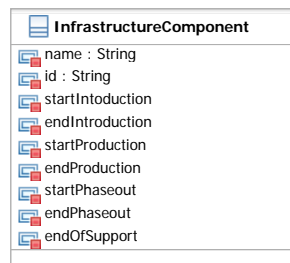 InfrastructureComponent
name : String
id : String
startIntoduction
endIntroduction
startProduction
endProduction
startPhaseout
endPhaseout
endOfSupport